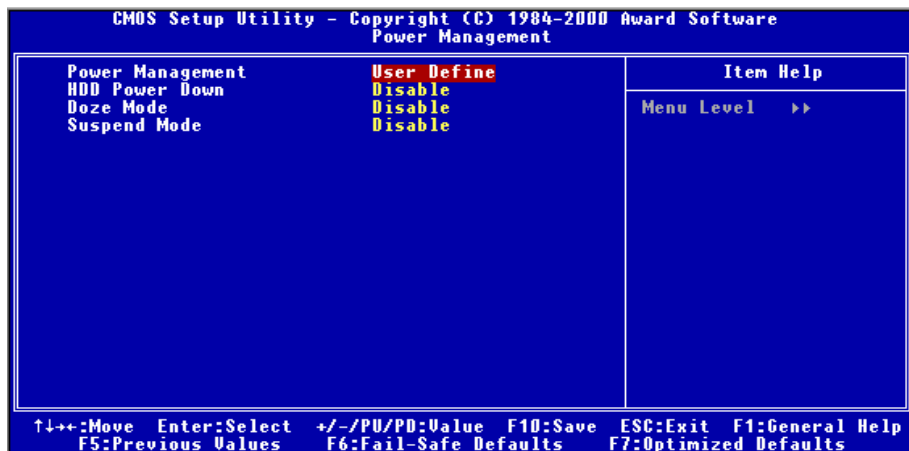 CMOS Setup Utility – Copyright (C) 1984-2000 Award Software
Power Management
Power Management User Define
HDD Power Down Disable
Doze Mode Disable
Suspend Mode Disable
Item Help
Menu Level ▸▸
↑↓→←:Move Enter:Select +/-/PU/PD:Value F10:Save ESC:Exit F1:General Help
F5:Previous Values F6:Fail-Safe Defaults F7:Optimized Defaults